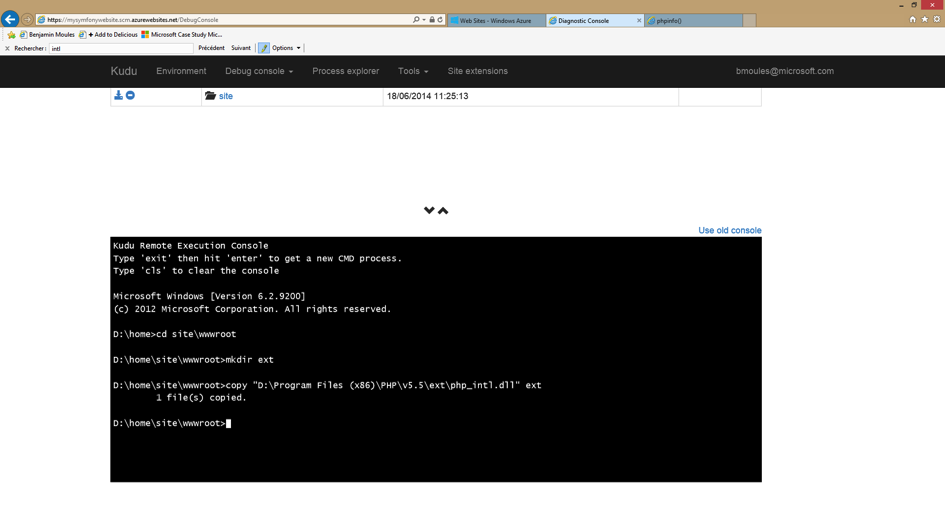 https://mysymfonywebsite.scm.azurewebsites.net/DebugConsole
Web Sites - Windows Azure
Diagnostic Console
phpinfo()
Benjamin Moules
+ Add to Delicious
Microsoft Case Study Mic...
Rechercher : intl
Précédent
Suivant
Options
Kudu
Environment
Debug console
Process explorer
Tools
Site extensions
bmoules@microsoft.com
site
18/06/2014 11:25:13
Use old console
Kudu Remote Execution Console
Type 'exit' then hit 'enter' to get a new CMD process.
Type 'cls' to clear the console
Microsoft Windows [Version 6.2.9200]
(c) 2012 Microsoft Corporation. All rights reserved.
D:\home>cd site\wwwroot
D:\home\site\wwwroot>mkdir ext
D:\home\site\wwwroot>copy "D:\Program Files (x86)\PHP\v5.5\ext\php_intl.dll" ext
1 file(s) copied.
D:\home\site\wwwroot>